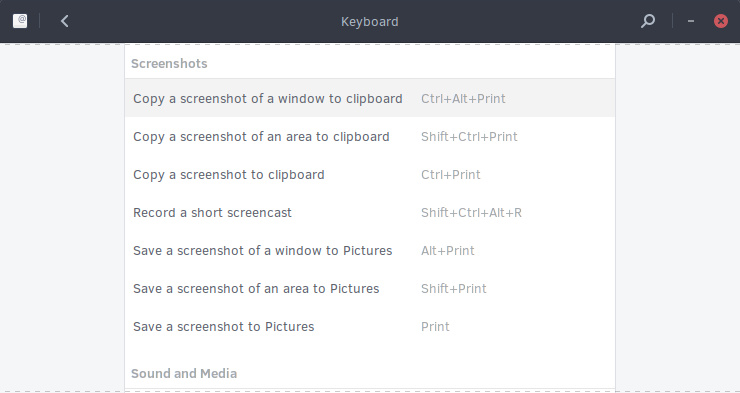 Keyboard
Screenshots
Copy a screenshot of a window to clipboard Ctrl+Alt+Print
Copy a screenshot of an area to clipboard Shift+Ctrl+Print
Copy a screenshot to clipboard Ctrl+Print
Record a short screencast Shift+Ctrl+Alt+R
Save a screenshot of a window to Pictures Alt+Print
Save a screenshot of an area to Pictures Shift+Print
Save a screenshot to Pictures Print
Sound and Media